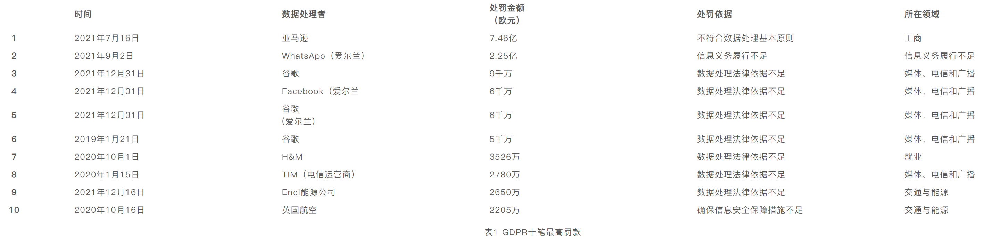 时间 数据处理者 处罚金额（欧元） 处罚依据 所在领域
1 2021年7月16日 亚马逊 7.46亿 不符合数据处理基本原则 工商
2 2021年9月2日 WhatsApp（爱尔兰） 2.25亿 信息义务履行不足 信息义务履行不足
3 2021年12月31日 谷歌 9千万 数据处理法律依据不足 媒体、电信和广播
4 2021年12月31日 Facebook（爱尔兰 6千万 数据处理法律依据不足 媒体、电信和广播
5 2021年12月31日 谷歌(爱尔兰) 6千万 数据处理法律依据不足 媒体、电信和广播
6 2019年1月21日 谷歌 5千万 数据处理法律依据不足 媒体、电信和广播
7 2020年10月1日 H&M 3526万 数据处理法律依据不足 就业
8 2020年1月15日 TIM（电信运营商） 2780万 数据处理法律依据不足 媒体、电信和广播
9 2021年12月16日 Enel能源公司 2650万 数据处理法律依据不足 交通与能源
10 2020年10月16日 英国航空 2205万 确保信息安全保障措施不足 交通与能源
表1 GDPR十笔最高罚款